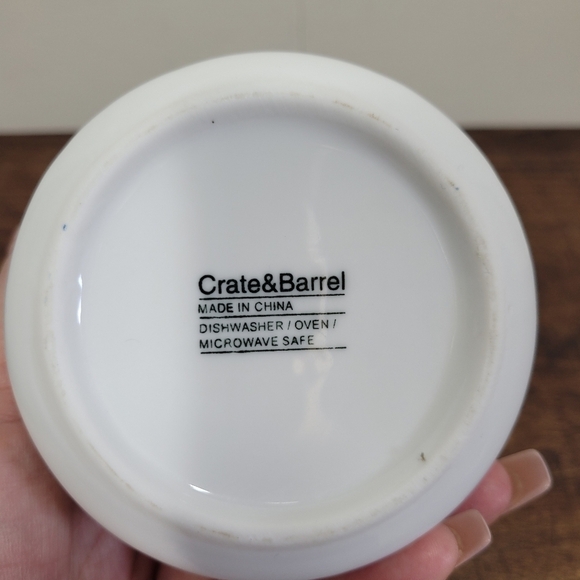 Crate&Barrel
MADE IN CHINA
DISHWASHER / OVEN /
MICROWAVE SAFE